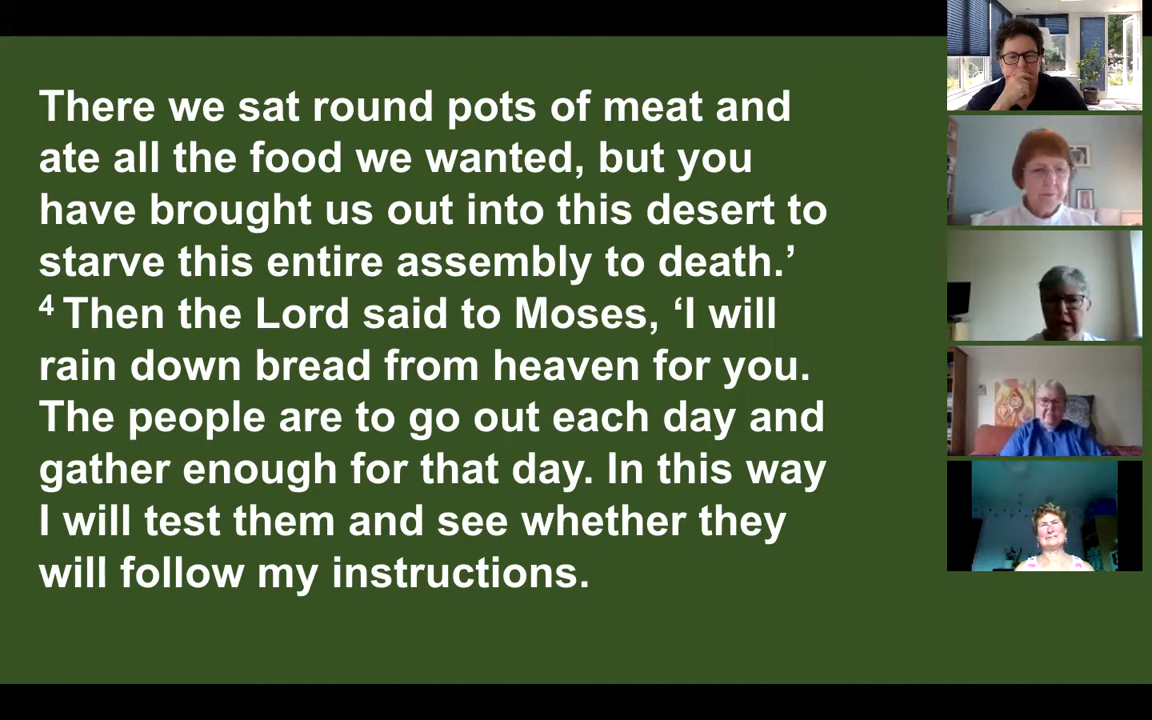 There we sat round pots of meat and
ate all the food we wanted, but you
have brought us out into this desert to
starve this entire assembly to death.’
4 Then the Lord said to Moses, ‘I will
rain down bread from heaven for you.
The people are to go out each day and
gather enough for that day. In this way
I will test them and see whether they
will follow my instructions.